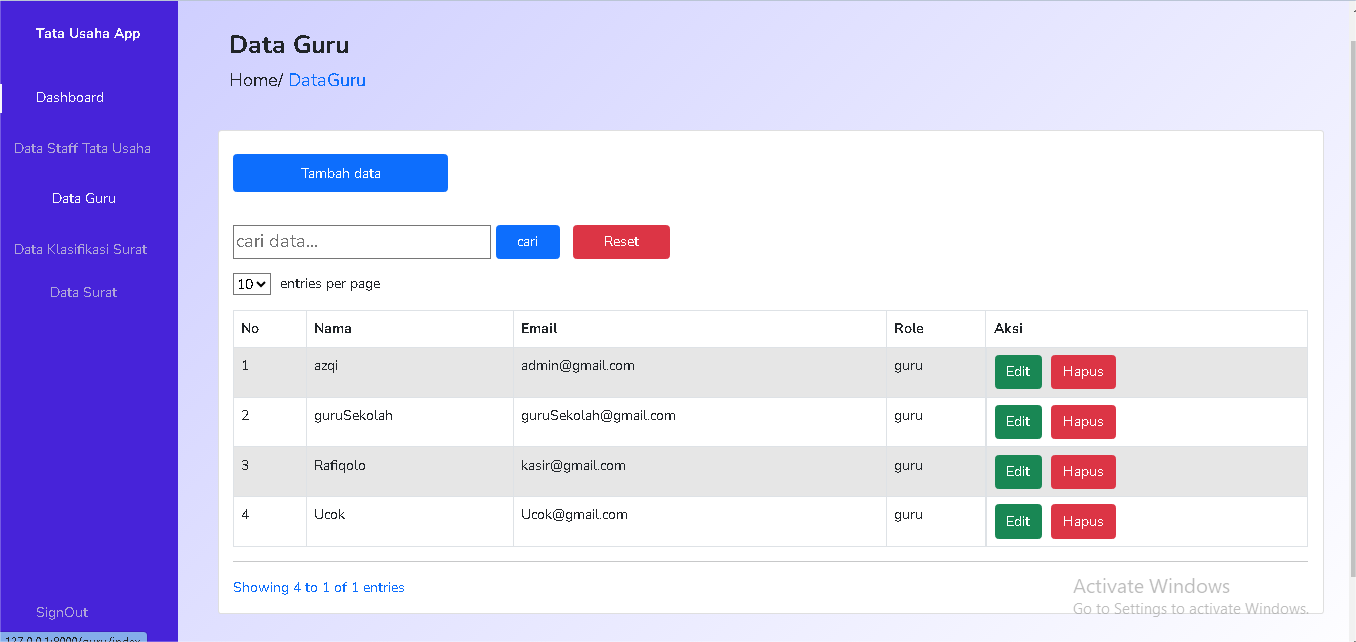 Tata Usaha App
Dashboard
Data Staff Tata Usaha
Data Guru
Data Klasifikasi Surat
Data Surat
SignOut
Data Guru
Home/ DataGuru
Tambah data
cari data... cari Reset
10 entries per page
No Nama Email Role Aksi
1 azqi admin@gmail.com guru Edit Hapus
2 guruSekolah guruSekolah@gmail.com guru Edit Hapus
3 Rafiqolo kasir@gmail.com guru Edit Hapus
4 Ucok Ucok@gmail.com guru Edit Hapus
Showing 4 to 1 of 1 entries
Activate Windows
Go to Settings to activate Windows.
127.0.0.1:8000/guru/index